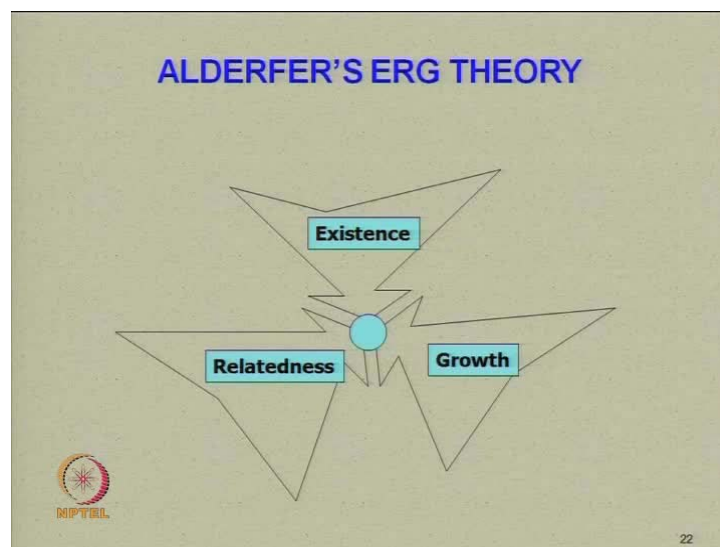 ALDERFER'S ERG THEORY
Existence
Relatedness
Growth
NPTEL
22